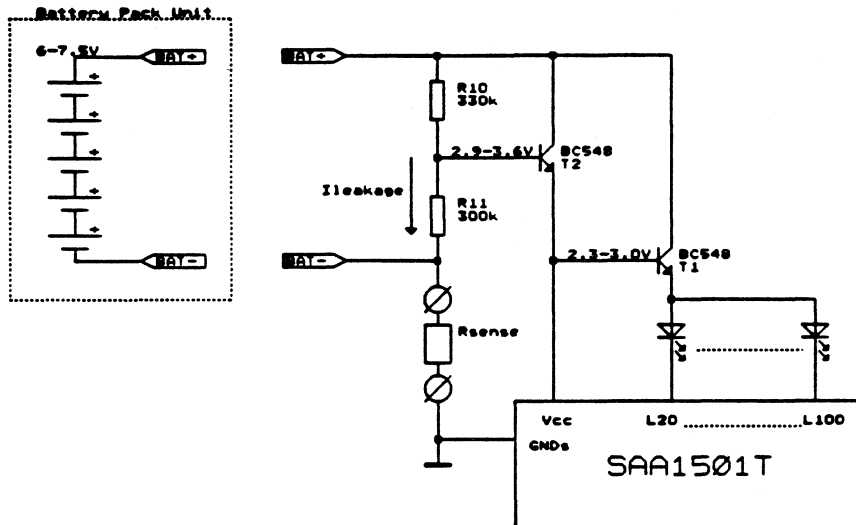 Battery Pack Unit
6-7.5V
BAT+
BAT+
+
+
+
+
+
R10
330k
2.9-3.6V
BC548
T2
Ileakage
R11
300k
BAT-
BAT-
2.3-3.0V
BC548
T1
Rsense
Vcc
L20
L100
GNDs
SAA1501T